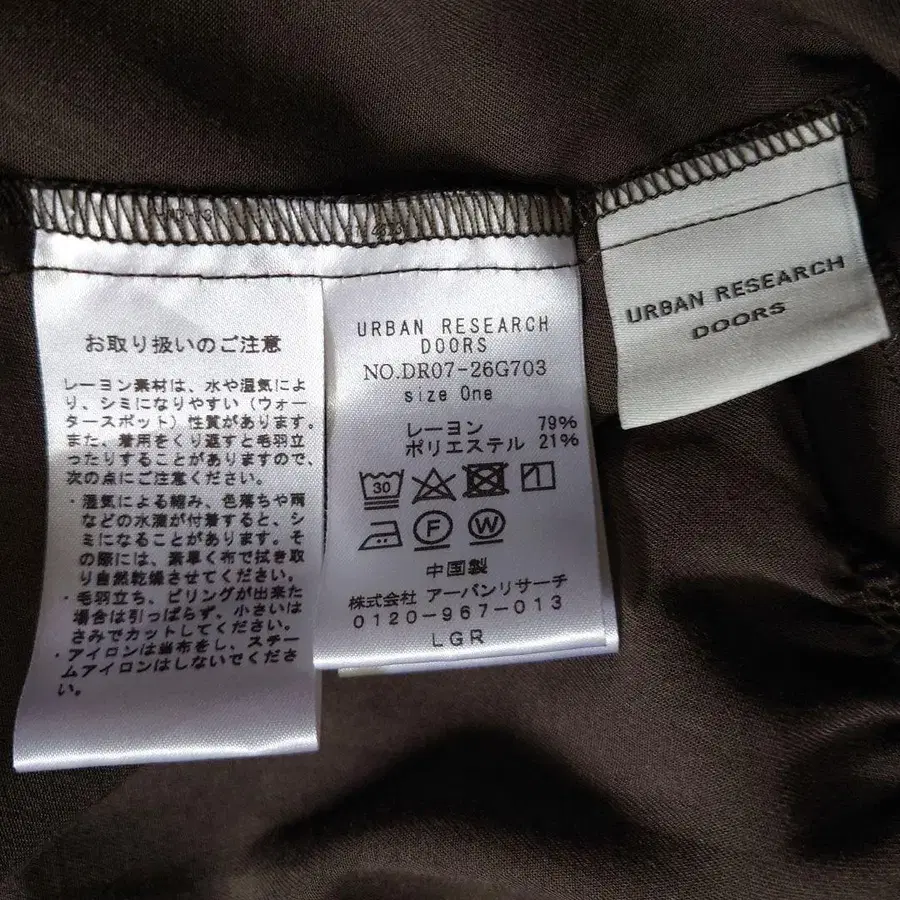 お取り扱いのご注意
レーヨン素材は、水や湿気によ
り、シミになりやすい（ウォー
タースポット）性質があります。
また、着用をくり返すと毛羽立
ったりすることがありますので、
次の点にご注意ください。
・湿気による縮み、色落ちや雨
などの水滴が付着すると、シ
ミになることがあります。そ
の際には、素早く布で拭き取
り自然乾燥させてください。
・毛羽立ち、ピリングが出来た
場合は引っぱらず、小さいは
さみでカットしてください。
・アイロンは当布をし、スチー
ムアイロンはしないでくださ
い。
URBAN RESEARCH
DOORS
NO.DR07-26G703
size One
レーヨン 79%
ポリエステル 21%
30
F W
中国製
株式会社 アーバンリサーチ
0120-967-013
LGR
URBAN RESEARCH
DOORS